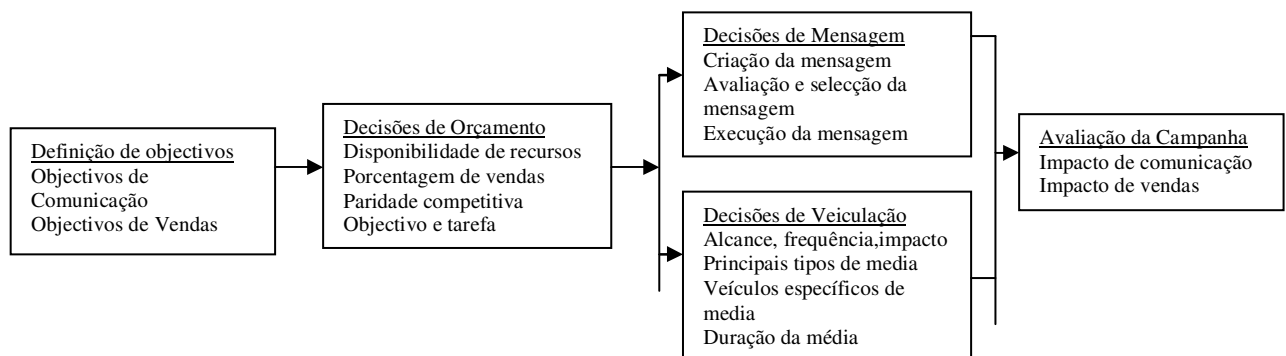 Definição de objectivos
Objectivos de
Comunicação
Objectivos de Vendas
Decisões de Orçamento
Disponibilidade de recursos
Porcentagem de vendas
Paridade competitiva
Objectivo e tarefa
Decisões de Mensagem
Criação da mensagem
Avaliação e selecção da
mensagem
Execução da mensagem
Decisões de Veiculação
Alcance, frequência,impacto
Principais tipos de media
Veículos específicos de
media
Duração da média
Avaliação da Campanha
Impacto de comunicação
Impacto de vendas